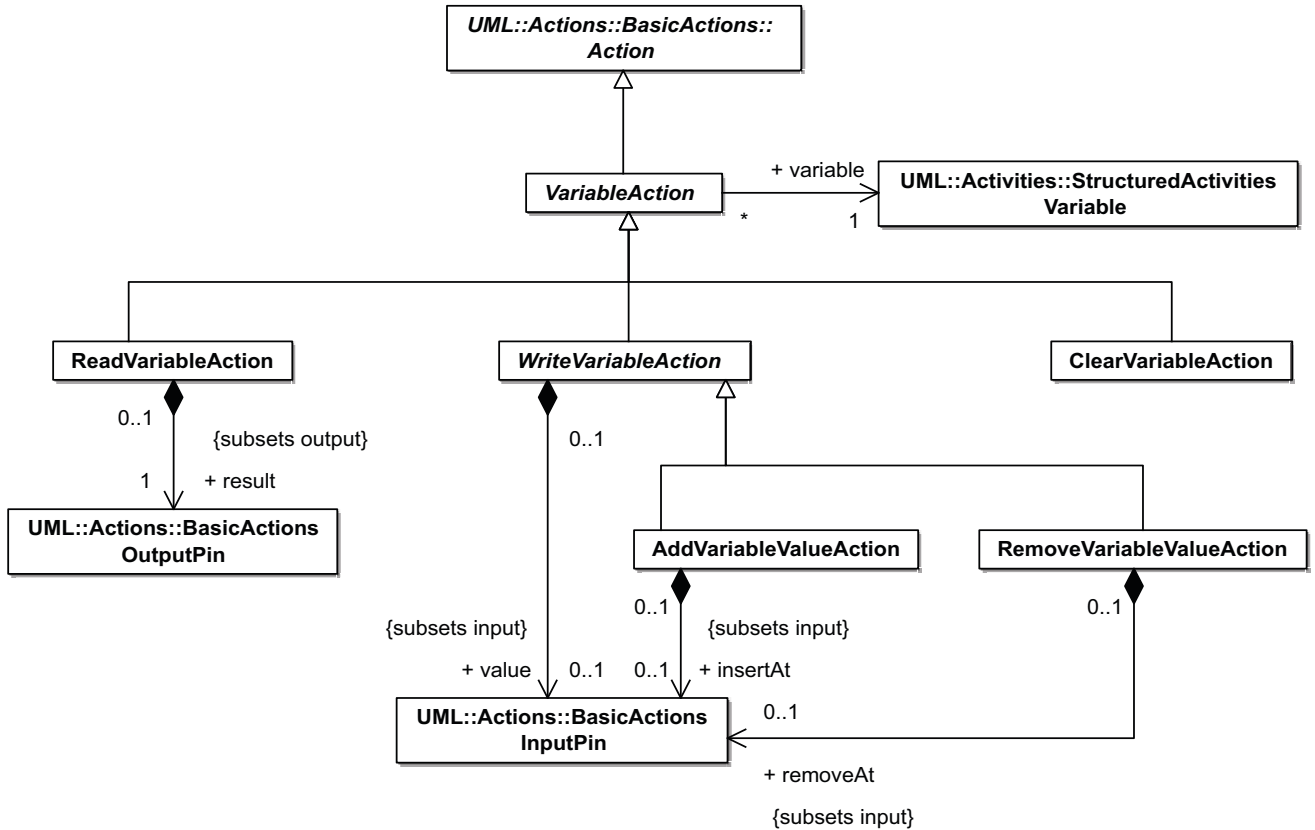 UML::Actions::BasicActions::
Action
+ variable
VariableAction
UML::Activities::StructuredActivities
Variable
*
1
ReadVariableAction
WriteVariableAction
ClearVariableAction
0..1
{subsets output}
0..1
1
+ result
UML::Actions::BasicActions
OutputPin
AddVariableValueAction
RemoveVariableValueAction
0..1
0..1
{subsets input}
{subsets input}
+ value
0..1
0..1
+ insertAt
UML::Actions::BasicActions
InputPin
0..1
+ removeAt
{subsets input}